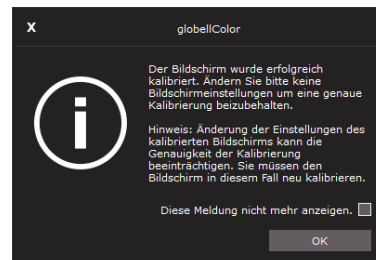 X globellColor
Der Bildschirm wurde erfolgreich
kalibriert. Ändern Sie bitte keine
Bildschirmeinstellungen um eine genaue
Kalibrierung beizubehalten.
Hinweis: Änderung der Einstellungen des
kalibrierten Bildschirms kann die
Genauigkeit der Kalibrierung
beeinträchtigen. Sie müssen den
Bildschirm in diesem Fall neu kalibrieren.
Diese Meldung nicht mehr anzeigen.
OK